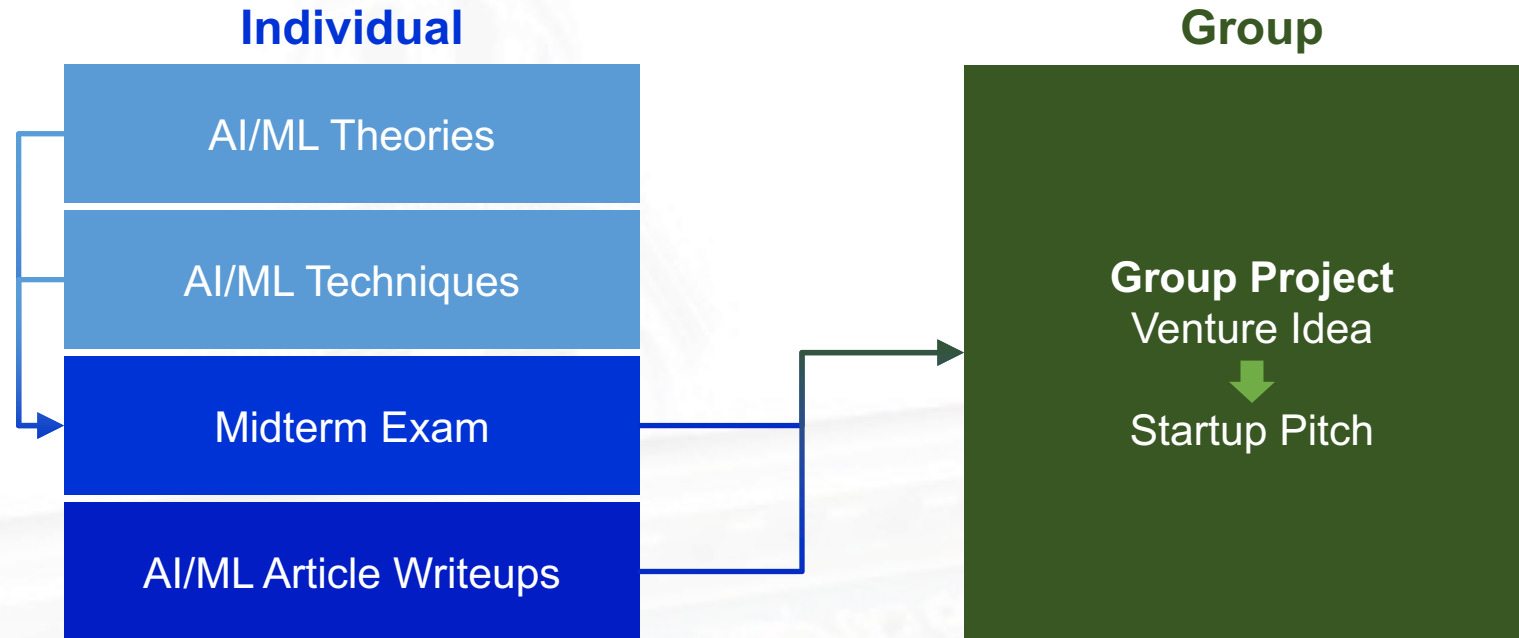 Individual
AI/ML Theories
AI/ML Techniques
Midterm Exam
AI/ML Article Writeups
Group
Group Project
Venture Idea
Startup Pitch